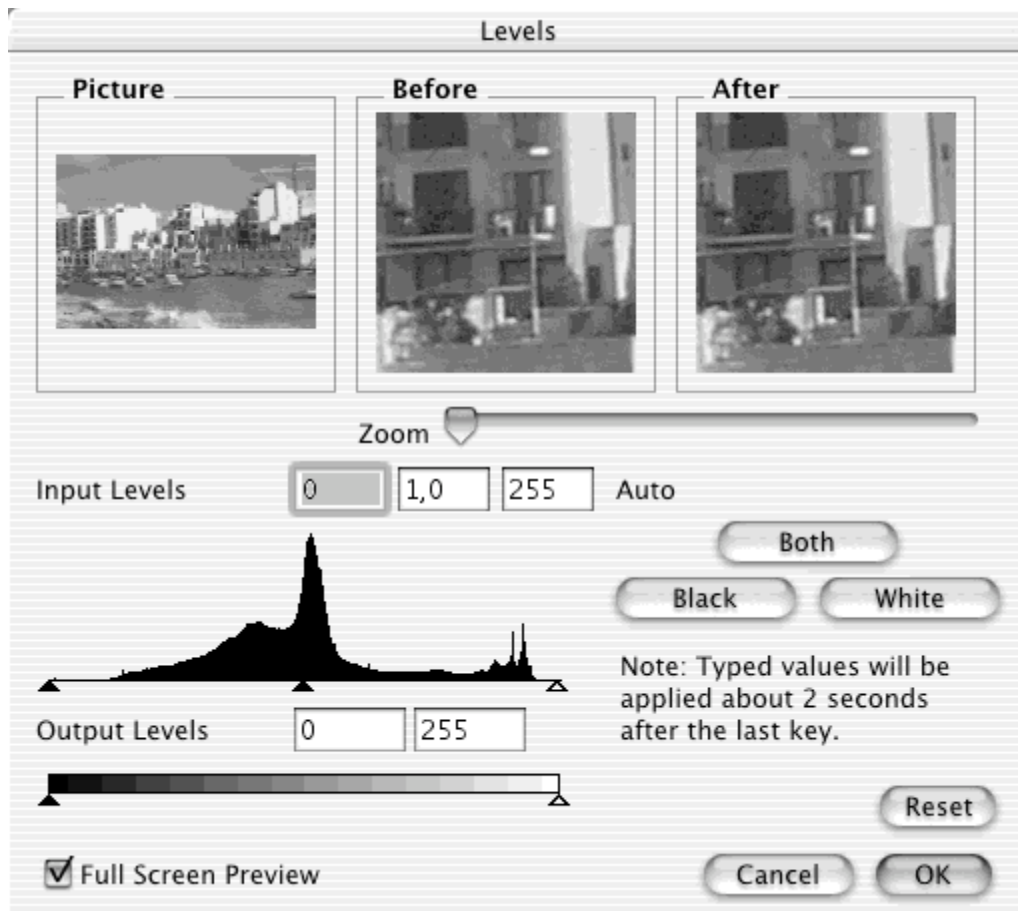 Levels
Picture
Before
After
Zoom
Input Levels 0 1,0 255 Auto
Both
Black White
Note: Typed values will be
applied about 2 seconds
after the last key.
Output Levels 0 255
Reset
Full Screen Preview
Cancel OK